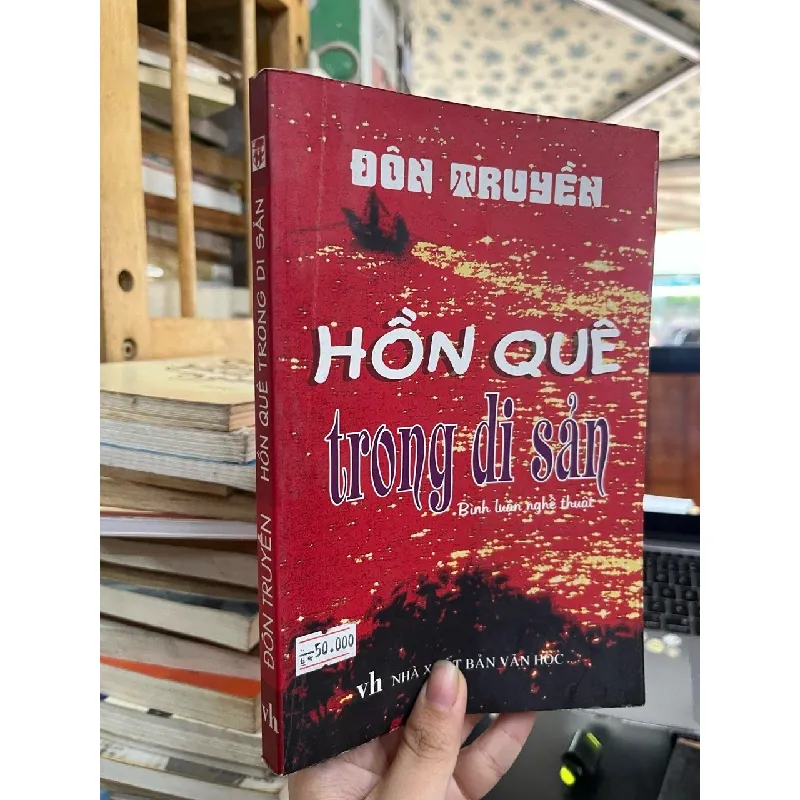 ĐÔN TRUYỀN
HỒN QUÊ
trong di sản
Bình luận nghệ thuật
50.000
vh NHÀ XUẤT BẢN VĂN HỌC
ĐÔN TRUYỀN HỒN QUÊ TRONG DI SẢN
vh